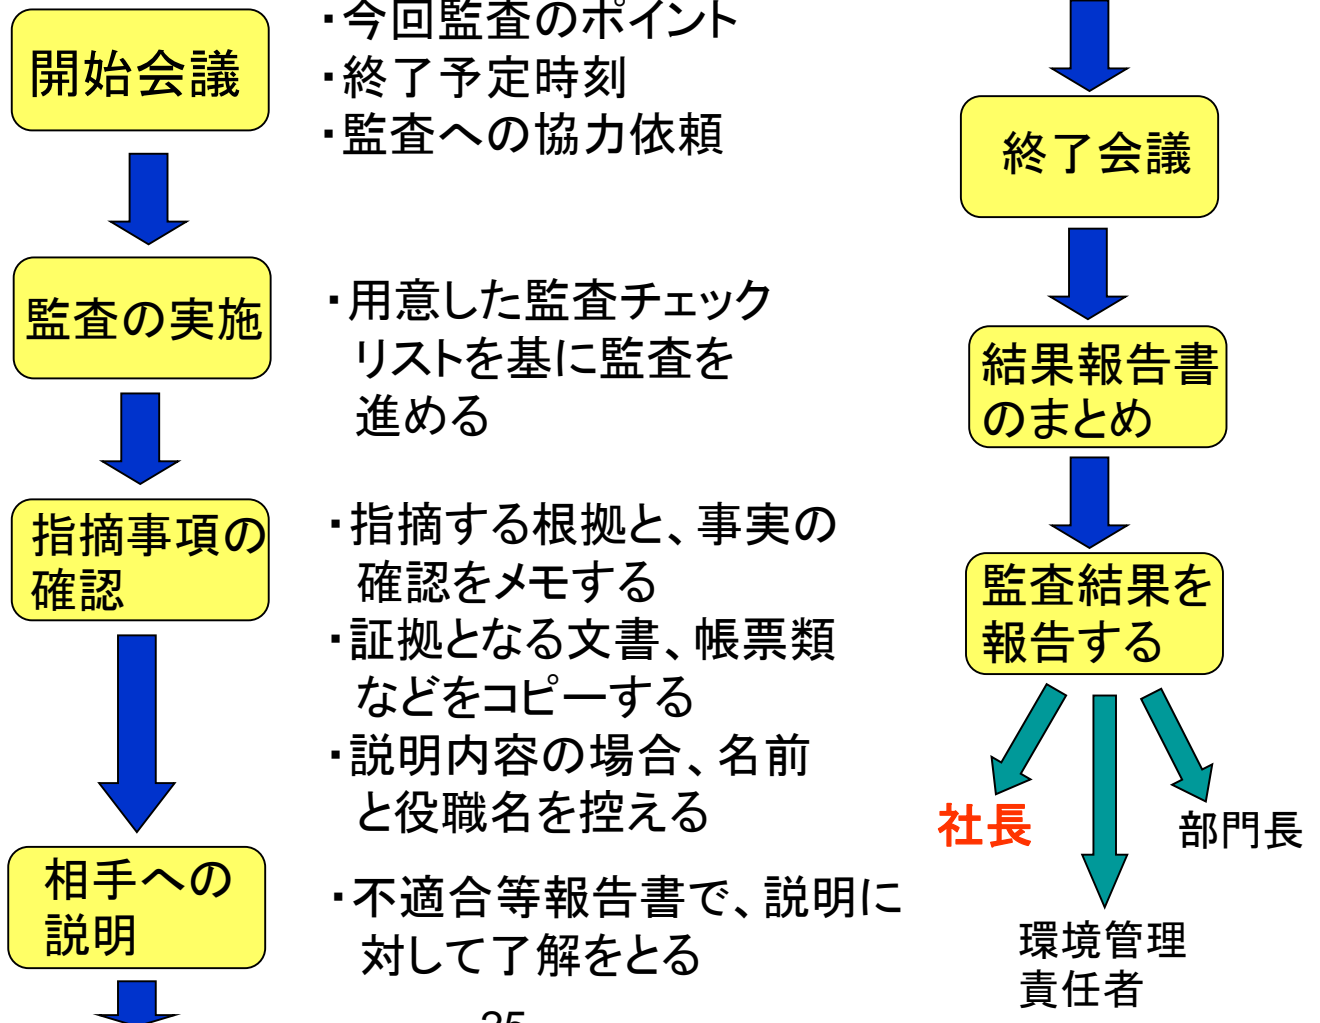 開始会議
・今回監査のポイント
・終了予定時刻
・監査への協力依頼
監査の実施
・用意した監査チェック
リストを基に監査を
進める
指摘事項の
確認
・指摘する根拠と、事実の
確認をメモする
・証拠となる文書、帳票類
などをコピーする
・説明内容の場合、名前
と役職名を控える
相手への
説明
・不適合等報告書で、説明に
対して了解をとる
終了会議
結果報告書
のまとめ
監査結果を
報告する
社長
部門長
環境管理
責任者